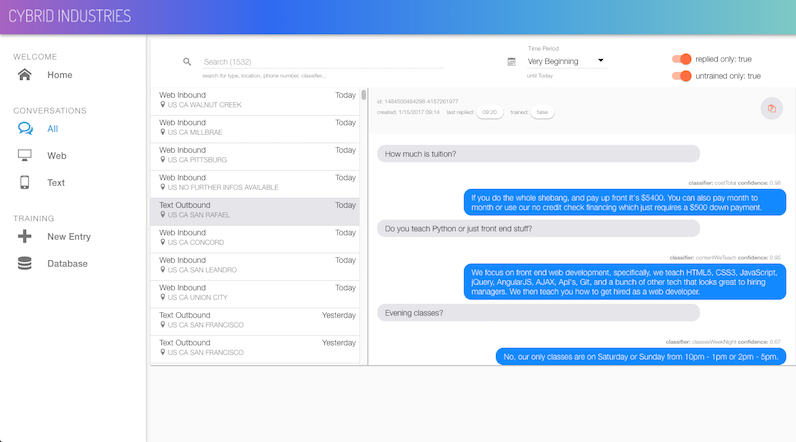 CYBRID INDUSTRIES
WELCOME
Home
CONVERSATIONS
All
Web
Text
TRAINING
New Entry
Database
Search (1532)
search for type, location, phone number, classifier...
Time Period
Very Beginning
until Today
replied only: true
untrained only: true
Web Inbound Today
US CA WALNUT CREEK
Web Inbound Today
US CA MILLBRAE
Web Inbound Today
US CA PITTSBURG
Web Inbound Today
US NO FURTHER INFOS AVAILABLE
Text Outbound Today
US CA SAN RAFAEL
Web Inbound Today
US CA CONCORD
Web Inbound Today
US CA SAN LEANDRO
Web Inbound Today
US CA UNION CITY
Text Outbound Yesterday
US CA SAN FRANCISCO
Text Outbound Yesterday
US CA SAN FRANCISCO
id: 1484500464298-4157261977
created: 1/15/2017 09:14 last replied: 09:20 trained: false
How much is tuition?
classifier: costTotal confidence: 0.98
If you do the whole shebang, and pay up front it's $5400. You can also pay month to
month or use our no credit check financing which just requires a $500 down payment.
Do you teach Python or just front end stuff?
classifier: contentWeTeach confidence: 0.95
We focus on front end web development, specifically, we teach HTML5, CSS3, JavaScript,
jQuery, AngularJS, AJAX, Api's, Git, and a bunch of other tech that looks great to hiring
managers. We then teach you how to get hired as a web developer.
Evening classes?
classifier: classesWeekNight confidence: 0.67
No, our only classes are on Saturday or Sunday from 10pm - 1pm or 2pm - 5pm.